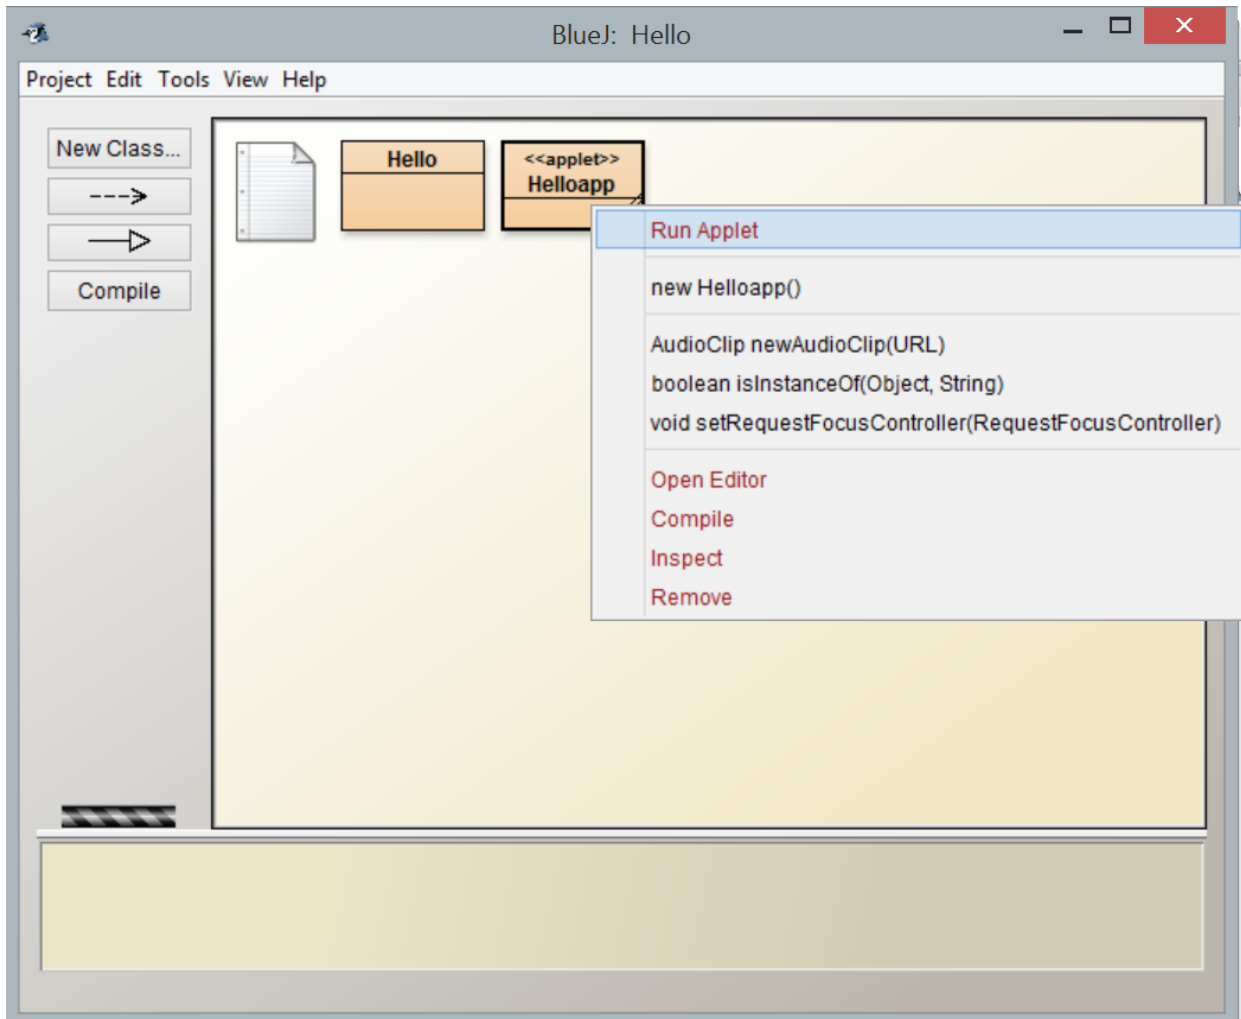 BlueJ: Hello
Project Edit Tools View Help
New Class...
Compile
Hello
<<applet>>
Helloapp
Run Applet
new Helloapp()
AudioClip newAudioClip(URL)
boolean isInstanceOf(Object, String)
void setRequestFocusController(RequestFocusController)
Open Editor
Compile
Inspect
Remove